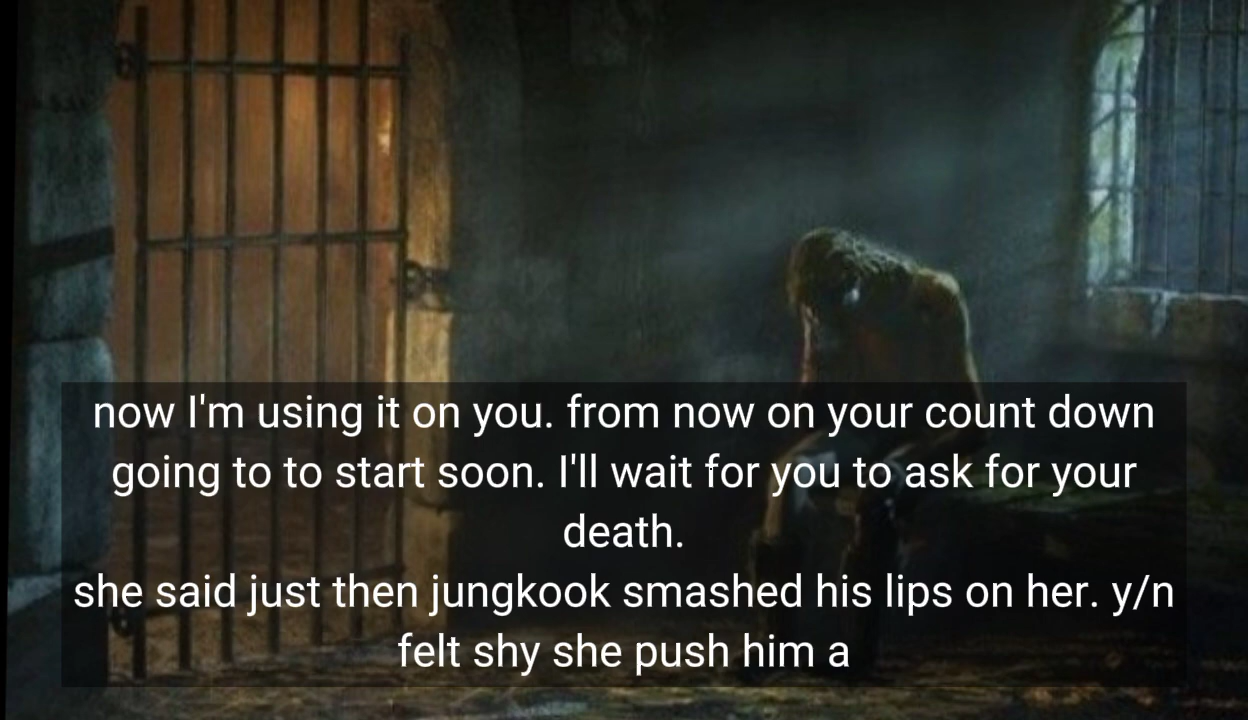 now I'm using it on you. from now on your count down
going to to start soon. I'll wait for you to ask for your
death.
she said just then jungkook smashed his lips on her. y/n
felt shy she push him a